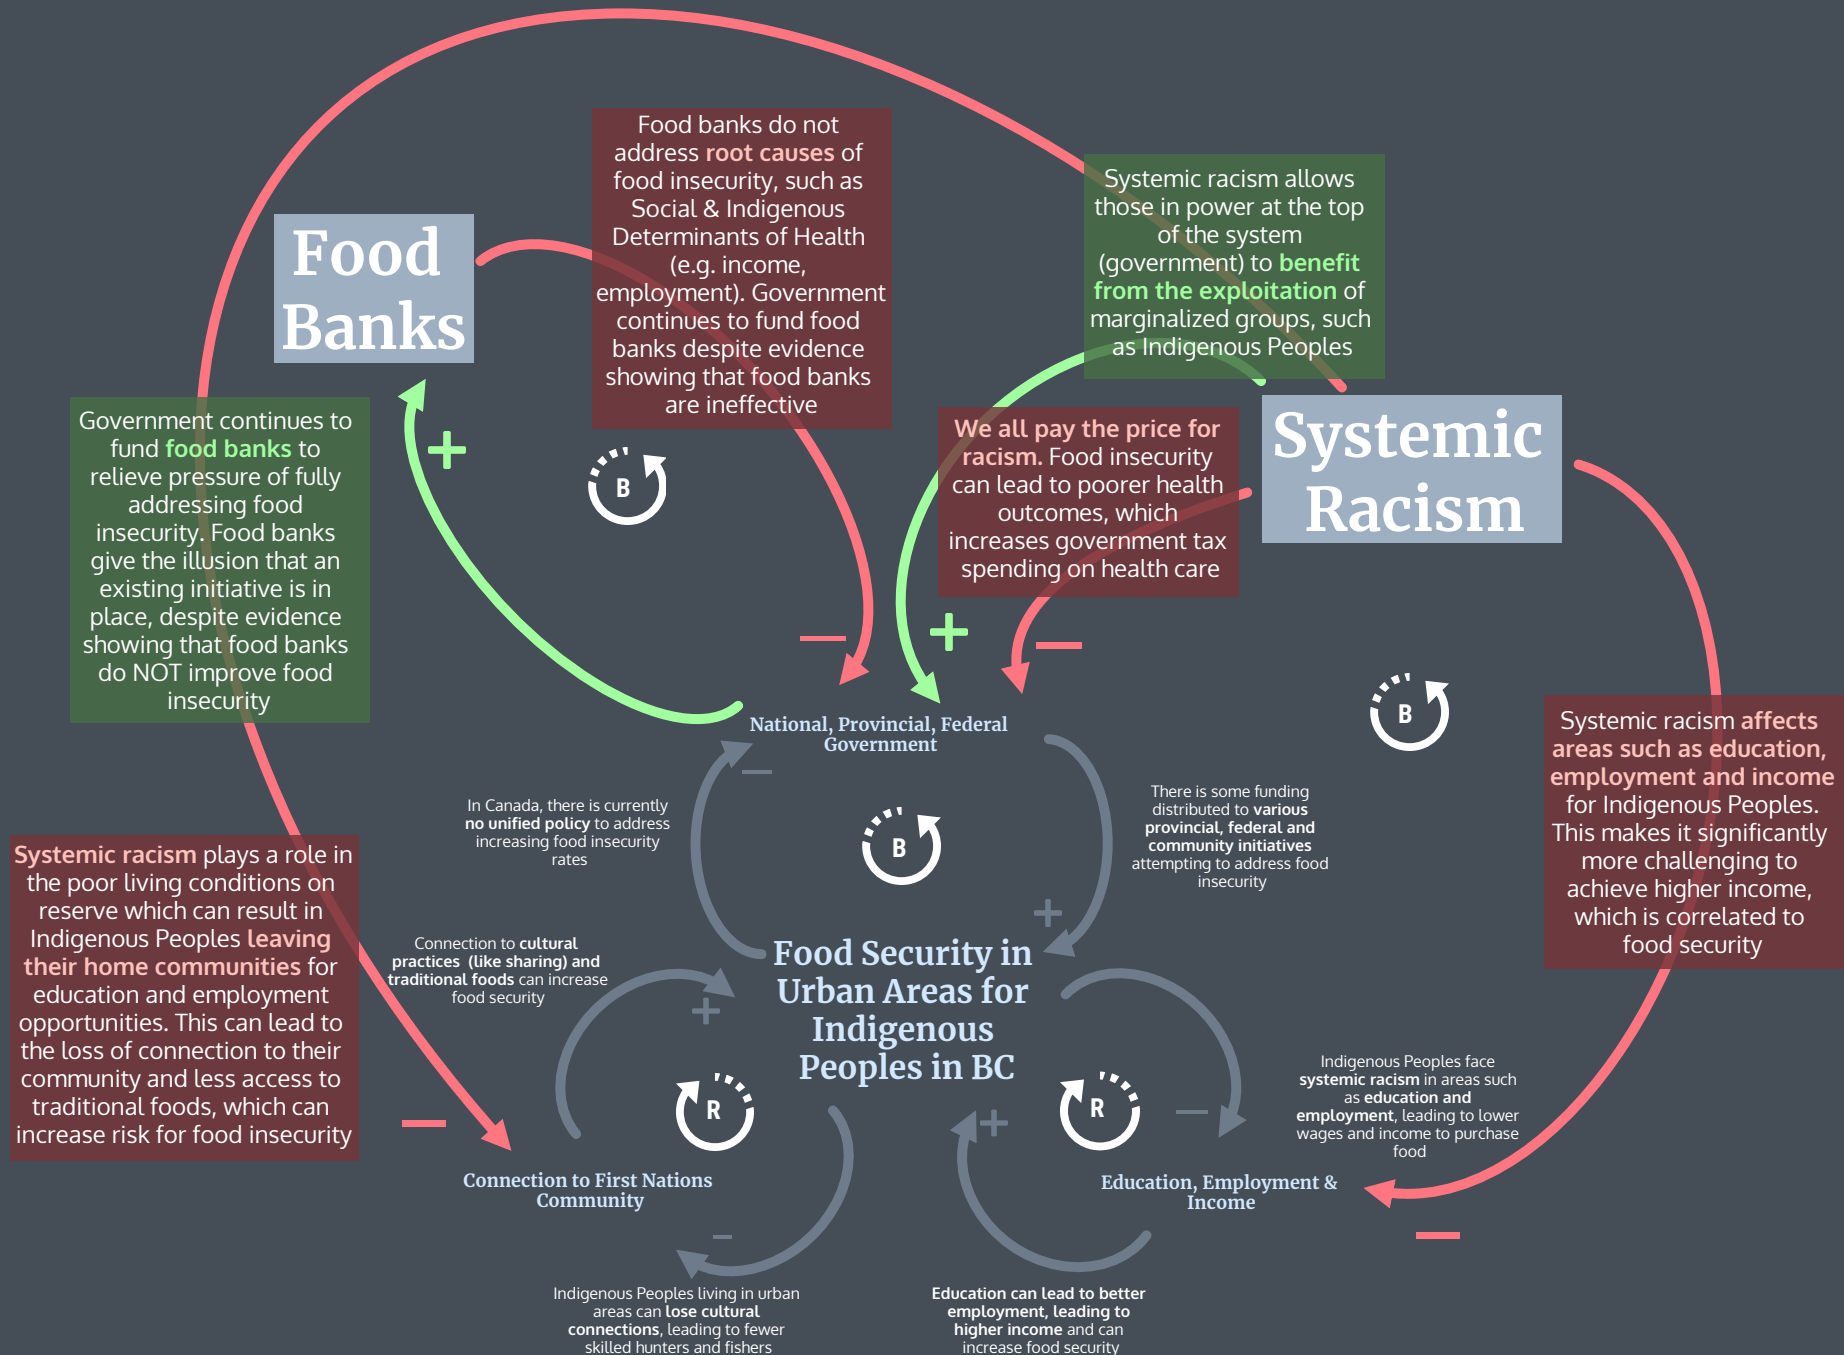 Food banks do not
address root causes of
food insecurity, such as
Social & Indigenous
Determinants of Health
(e.g. income,
employment). Government
continues to fund food
banks despite evidence
showing that food banks
are ineffective
Systemic racism allows
those in power at the top
of the system
(government) to benefit
from the exploitation of
marginalized groups, such
as Indigenous Peoples
Food
Banks
Government continues to
fund food banks to
relieve pressure of fully
addressing food
insecurity. Food banks
give the illusion that an
existing initiative is in
place, despite evidence
showing that food banks
do NOT improve food
insecurity
+
B
We all pay the price for
racism. Food insecurity
can lead to poorer health
outcomes, which
increases government tax
spending on health care
Systemic
Racism
—
+
—
B
National, Provincial, Federal
Government
—
Systemic racism affects
areas such as education,
employment and income
for Indigenous Peoples.
This makes it significantly
more challenging to
achieve higher income,
which is correlated to
food security
In Canada, there is currently
no unified policy to address
increasing food insecurity
rates
B
There is some funding
distributed to various
provincial, federal and
community initiatives
attempting to address food
insecurity
+
Systemic racism plays a role in
the poor living conditions on
reserve which can result in
Indigenous Peoples leaving
their home communities for
education and employment
opportunities. This can lead to
the loss of connection to their
community and less access to
traditional foods, which can
increase risk for food insecurity
—
Connection to cultural
practices (like sharing) and
traditional foods can increase
food security
+
Food Security in
Urban Areas for
Indigenous
Peoples in BC
R
R
+
—
Indigenous Peoples face
systemic racism in areas such
as education and
employment, leading to lower
wages and income to purchase
food
Connection to First Nations
Community
Education, Employment &
Income
—
—
Indigenous Peoples living in urban
areas can lose cultural
connections, leading to fewer
skilled hunters and fishers
Education can lead to better
employment, leading to
higher income and can
increase food security